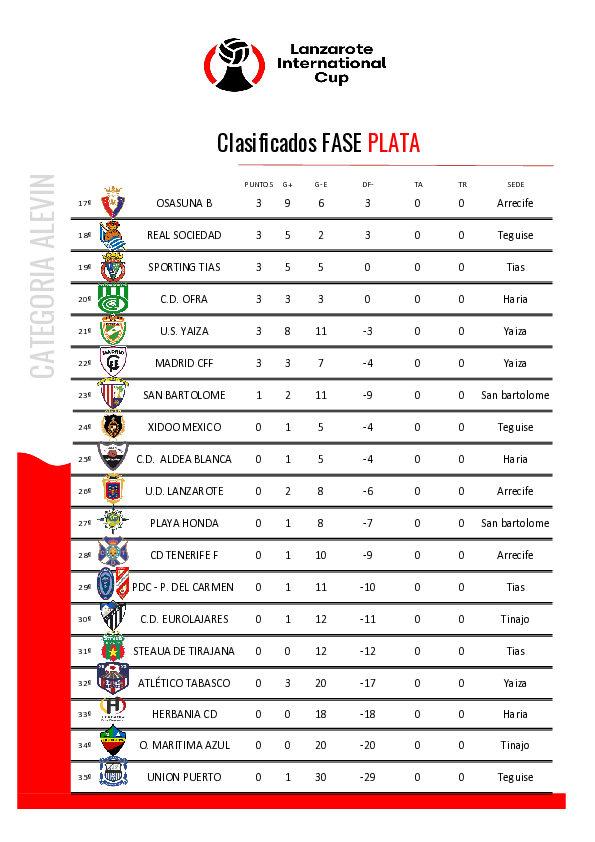 Lanzarote
International
Cup
Clasificados FASE PLATA
CATEGORIA ALEVIN
PUNTOS G+ G-E DF- TA TR SEDE
17º OSASUNA B 3 9 6 3 0 0 Arrecife
18º REAL SOCIEDAD 3 5 2 3 0 0 Teguise
19º SPORTING TIAS 3 5 5 0 0 0 Tias
20º C.D. OFRA 3 3 3 0 0 0 Haria
21º U.S. YAIZA 3 8 11 -3 0 0 Yaiza
22º MADRID CFF 3 3 7 -4 0 0 Yaiza
23º SAN BARTOLOME 1 2 11 -9 0 0 San bartolome
24º XIDOO MEXICO 0 1 5 -4 0 0 Teguise
25º C.D. ALDEA BLANCA 0 1 5 -4 0 0 Haria
26º U.D. LANZAROTE 0 2 8 -6 0 0 Arrecife
27º PLAYA HONDA 0 1 8 -7 0 0 San bartolome
28º CD TENERIFE F 0 1 10 -9 0 0 Arrecife
29º PDC - P. DEL CARMEN 0 1 11 -10 0 0 Tias
30º C.D. EUROLAJARES 0 1 12 -11 0 0 Tinajo
31º STEAUA DE TIRAJANA 0 0 12 -12 0 0 Tias
32º ATLÉTICO TABASCO 0 3 20 -17 0 0 Yaiza
33º HERBANIA CD 0 0 18 -18 0 0 Haria
34º O. MARITIMA AZUL 0 0 20 -20 0 0 Tinajo
35º UNION PUERTO 0 1 30 -29 0 0 Teguise